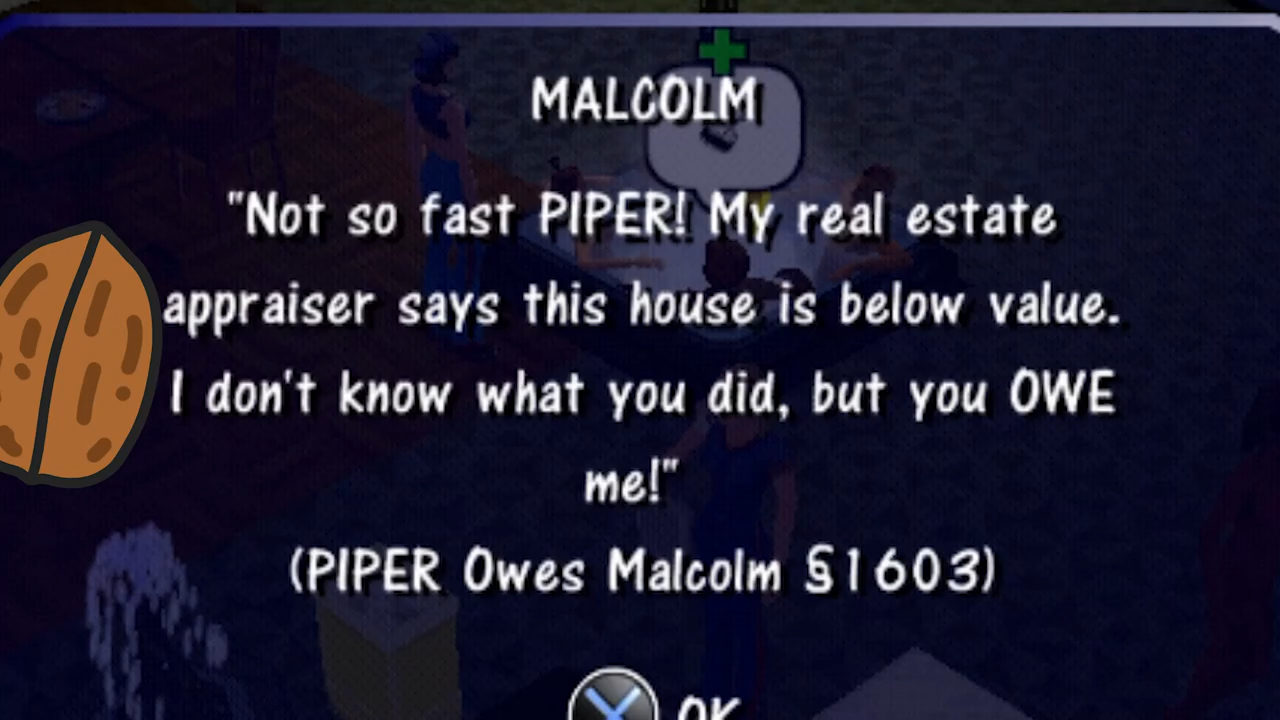 MALCOLM
"Not so fast PIPER! My real estate
appraiser says this house is below value.
I don't know what you did, but you OWE
me!"
(PIPER Owes Malcolm §1603)
OK